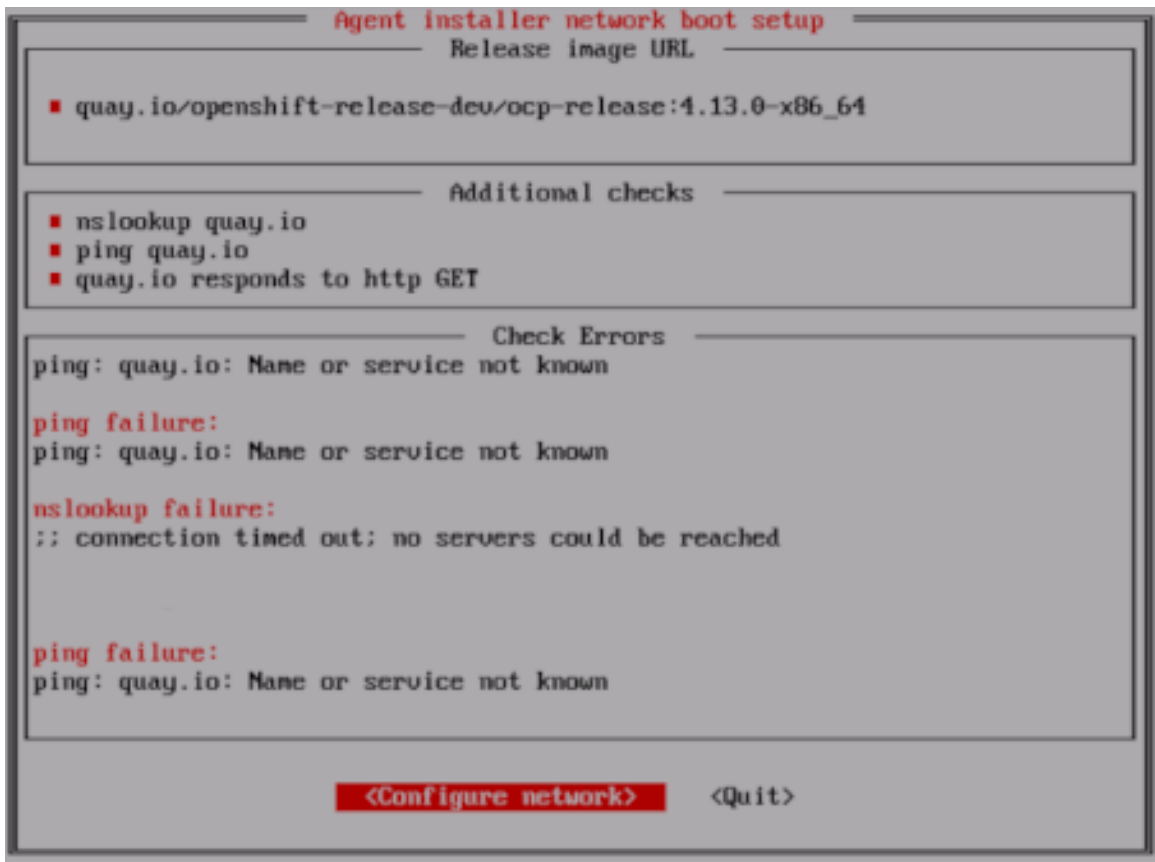 Agent installer network boot setup
Release image URL
quay.io/openshift-release-dev/ocp-release:4.13.0-x86_64
Additional checks
nslookup quay.io
ping quay.io
quay.io responds to http GET
Check Errors
ping: quay.io: Name or service not known
ping failure:
ping: quay.io: Name or service not known
nslookup failure:
;; connection timed out; no servers could be reached
ping failure:
ping: quay.io: Name or service not known
<Configure network> <Quit>